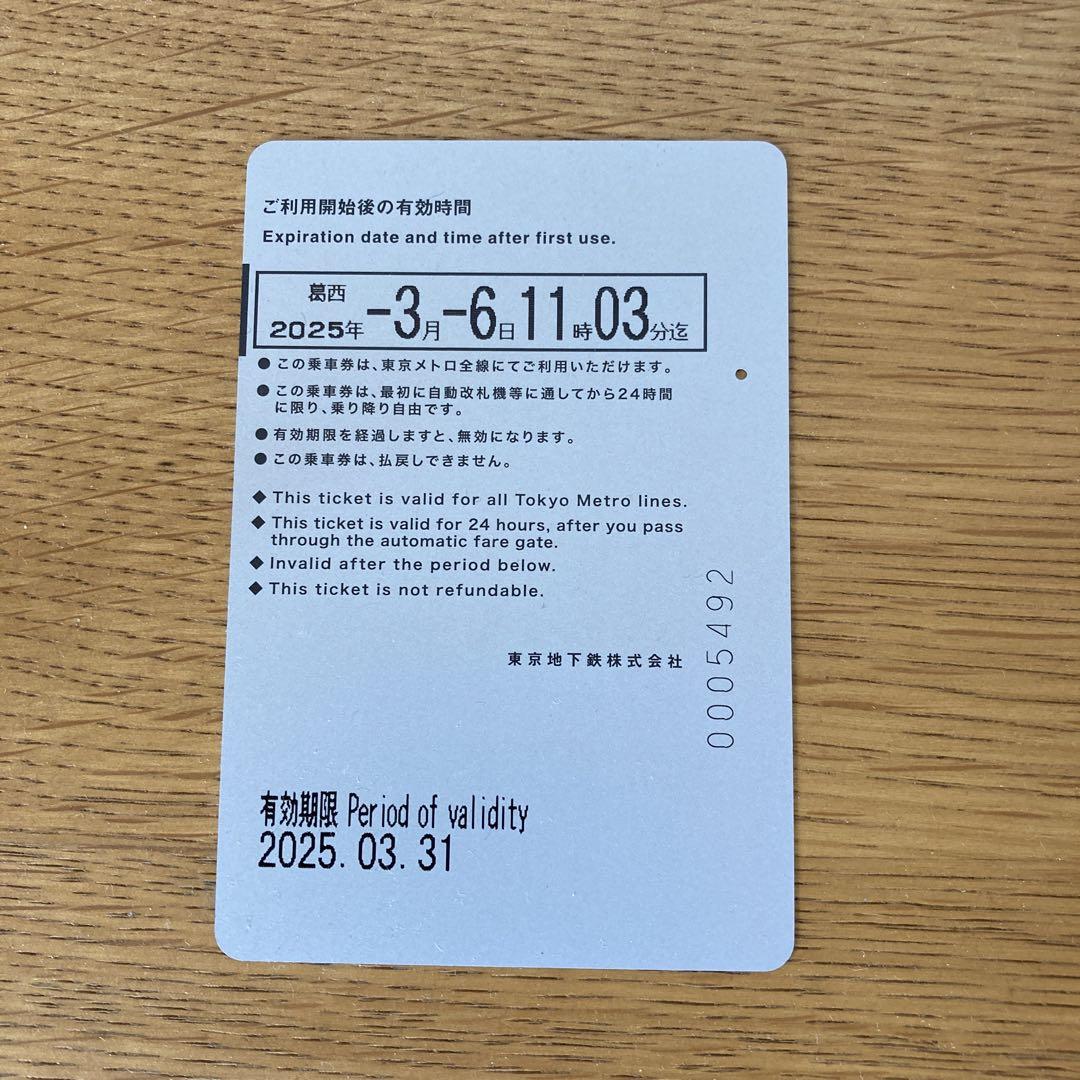 ご利用開始後の有効時間
Expiration date and time after first use.
葛西
2025年-3月-6日11時03分迄
● この乗車券は、東京メトロ全線にてご利用いただけます。
● この乗車券は、最初に自動改札機等に通してから24時間
に限り、乗り降り自由です。
● 有効期限を経過しますと、無効になります。
● この乗車券は、払戻しできません。
◆ This ticket is valid for all Tokyo Metro lines.
◆ This ticket is valid for 24 hours, after you pass
through the automatic fare gate.
◆ Invalid after the period below.
◆ This ticket is not refundable.
東京地下鉄株式会社
0005492
有効期限 Period of validity
2025.03.31